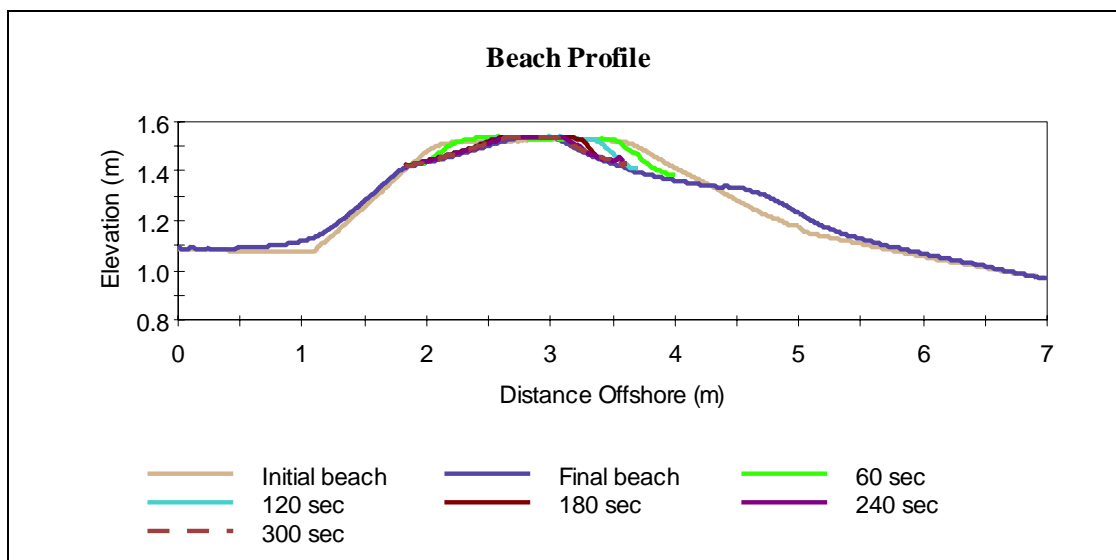 Beach Profile
1.6
1.4
1.2
1.0
0.8
Elevation (m)
0 1 2 3 4 5 6 7
Distance Offshore (m)
Initial beach Final beach 60 sec
120 sec 180 sec 240 sec
300 sec